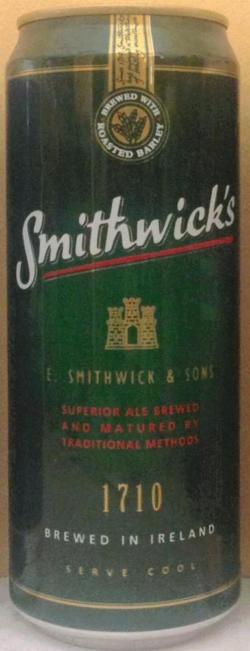 BREWED WITH
ROASTED BARLEY
Smithwick's
E. SMITHWICK & SONS
SUPERIOR ALE BREWED
AND MATURED BY
TRADITIONAL METHODS
1710
BREWED IN IRELAND
SERVE COOL